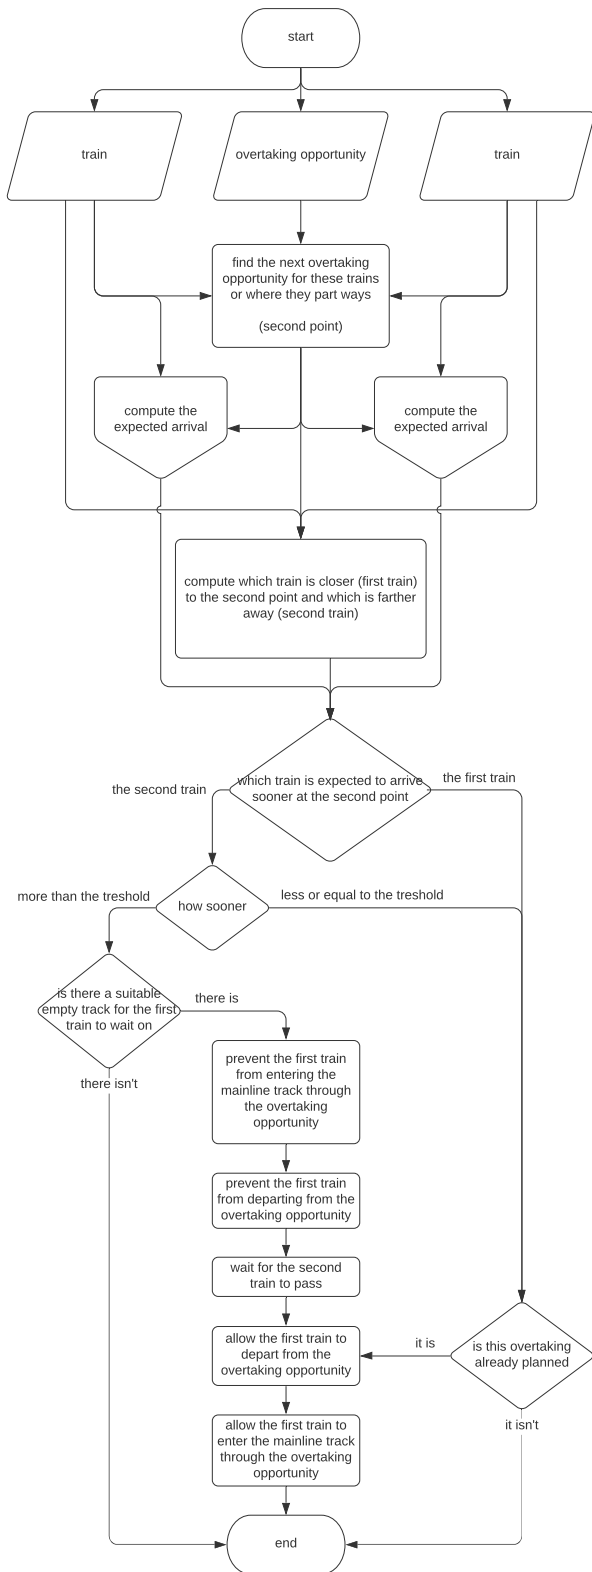 start
train
overtaking opportunity
train
find the next overtaking
opportunity for these trains
or where they part ways
(second point)
compute the
expected arrival
compute the
expected arrival
compute which train is closer (first train)
to the second point and which is farther
away (second train)
which train is expected to arrive
sooner at the second point
the second train
the first train
how sooner
more than the treshold
less or equal to the treshold
is there a suitable
empty track for the first
train to wait on
there is
there isn't
prevent the first train
from entering the
mainline track through
the overtaking
opportunity
prevent the first train
from departing from the
overtaking opportunity
wait for the second
train to pass
allow the first train to
depart from the
overtaking opportunity
it is
is this overtaking
already planned
it isn't
allow the first train to
enter the mainline track
through the overtaking
opportunity
end